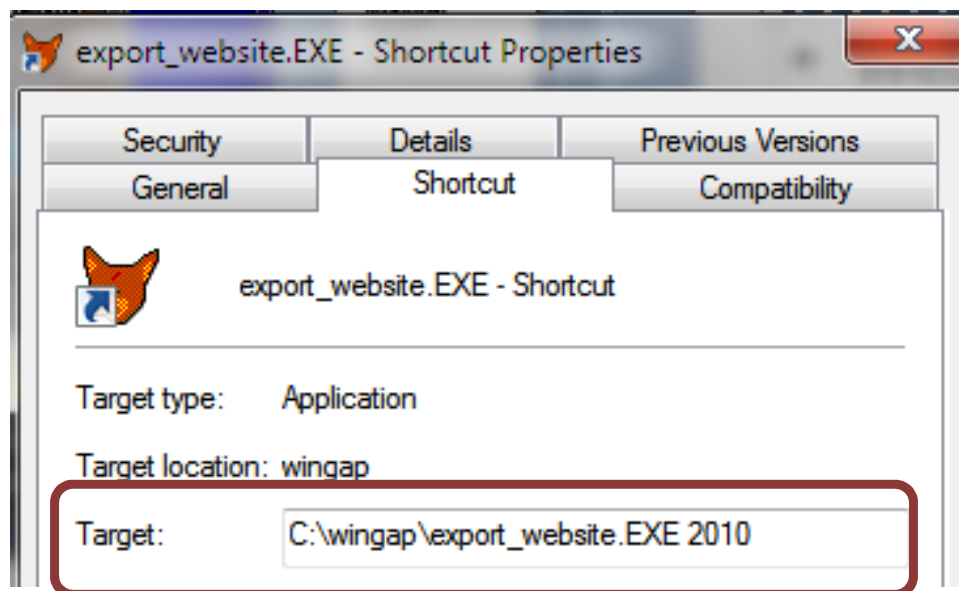 export_website.EXE - Shortcut Properties
Security Details Previous Versions
General Shortcut Compatibility
export_website.EXE - Shortcut
Target type: Application
Target location: wingap
Target: C:\wingap\export_website.EXE 2010